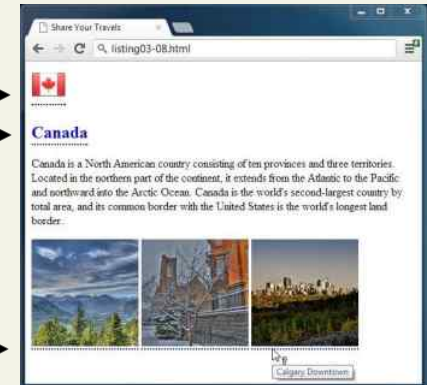 Share Your Travels
listing03-08.html
Canada
Canada is a North American country consisting of ten provinces and three territories.
Located in the northern part of the continent, it extends from the Atlantic to the Pacific
and northward into the Arctic Ocean. Canada is the world's second-largest country by
total area, and its common border with the United States is the world's longest land
border.
Calgary Downtown